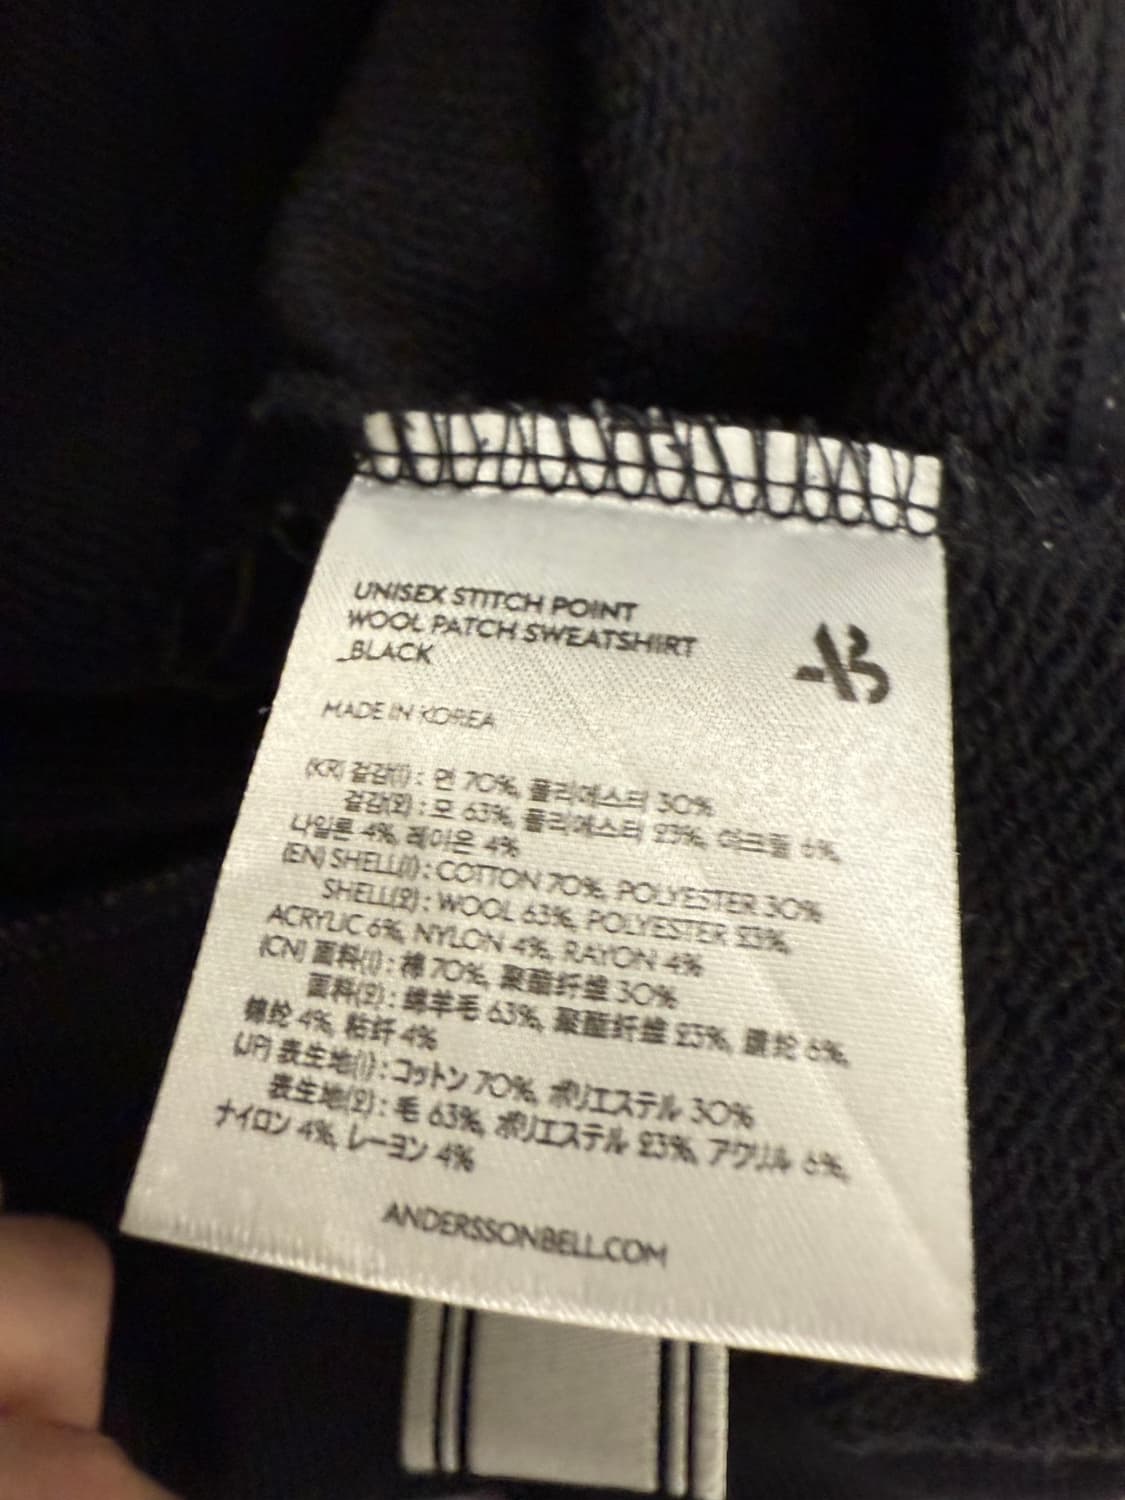 UNISEX STITCH POINT
WOOL PATCH SWEATSHIRT
_BLACK
AB
MADE IN KOREA
(KR) 겉감(1) : 면 70%, 폴리에스터 30%
겉감(2) : 모 63%, 폴리에스터 23%, 아크릴 6%,
나일론 4%, 레이온 4%
(EN) SHELL(1) : COTTON 70%, POLYESTER 30%
SHELL(2) : WOOL 63%, POLYESTER 23%,
ACRYLIC 6%, NYLON 4%, RAYON 4%
(CN) 面料(1) : 棉 70%, 聚酯纤维 30%
面料(2) : 绵羊毛 63%, 聚酯纤维 23%, 腈纶 6%,
锦纶 4%, 粘纤 4%
(JP) 表生地(1) : コットン 70%, ポリエステル 30%
表生地(2) : 毛 63%, ポリエステル 23%, アクリル 6%,
ナイロン 4%, レーヨン 4%
ANDERSSONBELL.COM